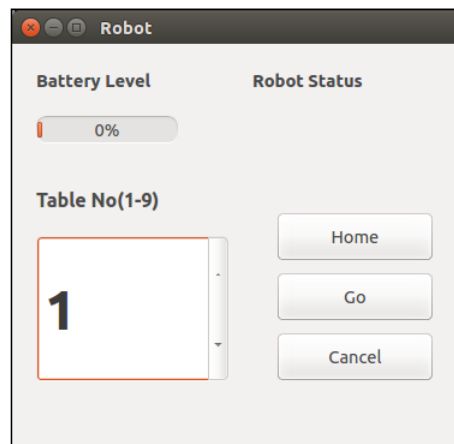 Robot
Battery Level
Robot Status
0%
Table No(1-9)
1
Home
Go
Cancel